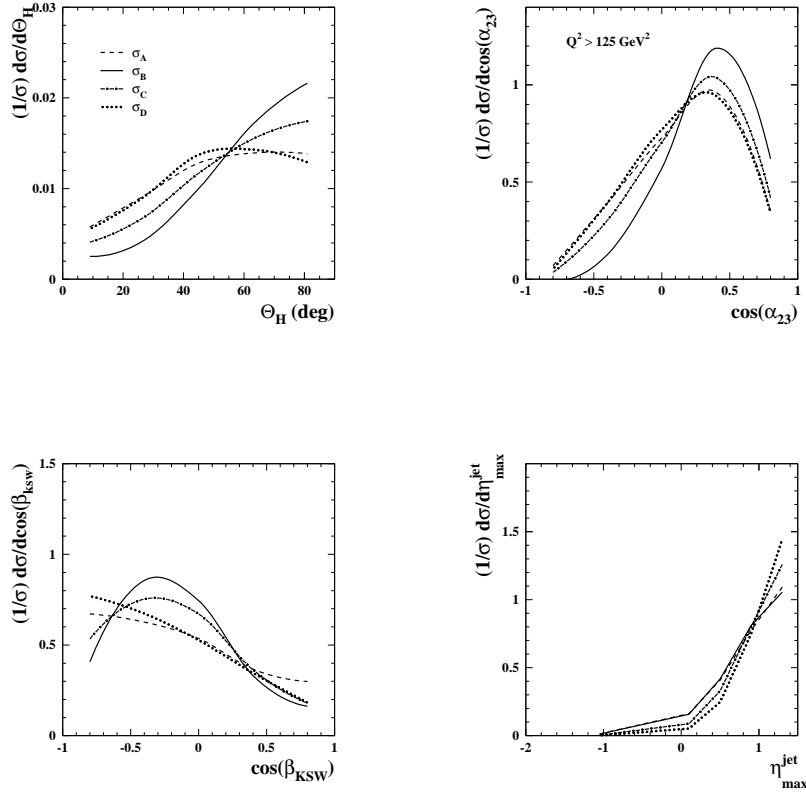 (1/σ) dσ/dΘ_H
0.03
0.02
0.01
0
σ_A
σ_B
σ_C
σ_D
0 20 40 60 80
Θ_H (deg)
(1/σ) dσ/dcos(α_23)
Q² > 125 GeV²
1
0.5
0
-1 -0.5 0 0.5 1
cos(α_23)
(1/σ) dσ/dcos(β_ksw)
1.5
1
0.5
0
-1 -0.5 0 0.5 1
cos(β_KSW)
(1/σ) dσ/dη^jet_max
2
1.5
1
0.5
0
-2 -1 0 1
η^jet_max